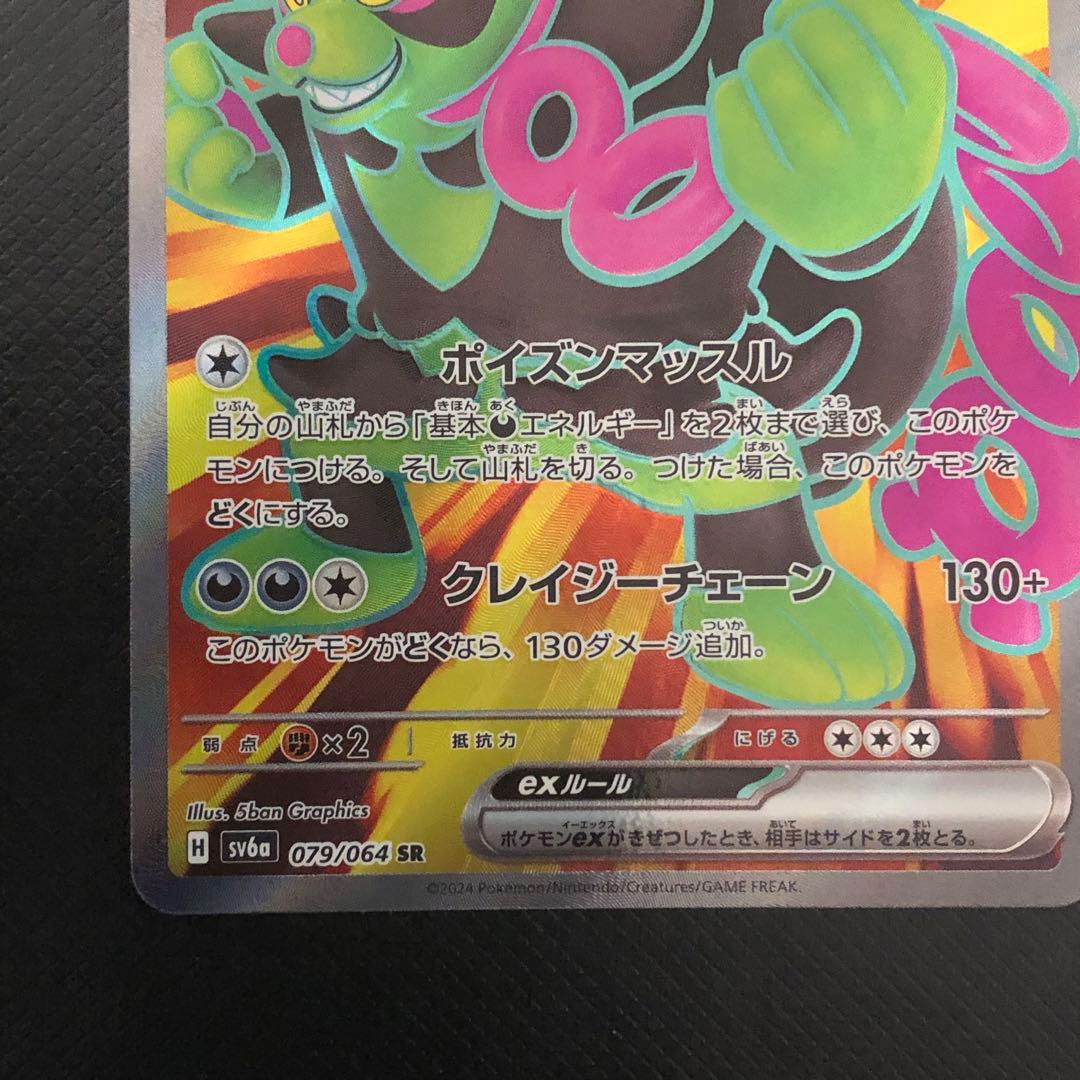 ポイズンマッスル
自分の山札から「基本エネルギー」を2枚まで選び、このポケ
モンにつける。そして山札を切る。つけた場合、このポケモンを
どくにする。
クレイジーチェーン 130+
このポケモンがどくなら、130ダメージ追加。
弱点 ×2 抵抗力 にげる
exルール
ポケモンexがきぜつしたとき、相手はサイドを2枚とる。
Illus. 5ban Graphics
H sv6a 079/064 SR
©2024 Pokémon/Nintendo/Creatures/GAME FREAK.